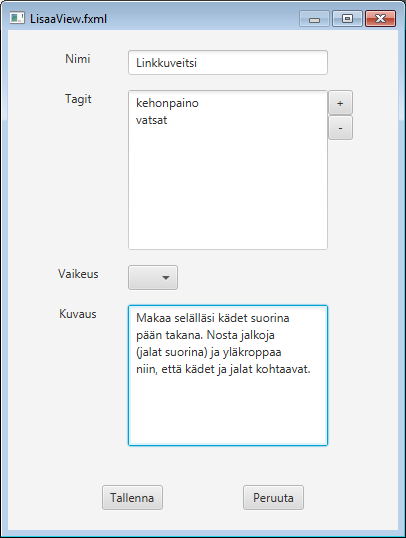 LisaaView.fxml
Nimi
Linkkuveitsi
Tagit
kehonpaino
vatsat
+
-
Vaikeus
Kuvaus
Makaa selälläsi kädet suorina
pään takana. Nosta jalkoja
(jalat suorina) ja yläkroppaa
niin, että kädet ja jalat kohtaavat.
Tallenna
Peruuta